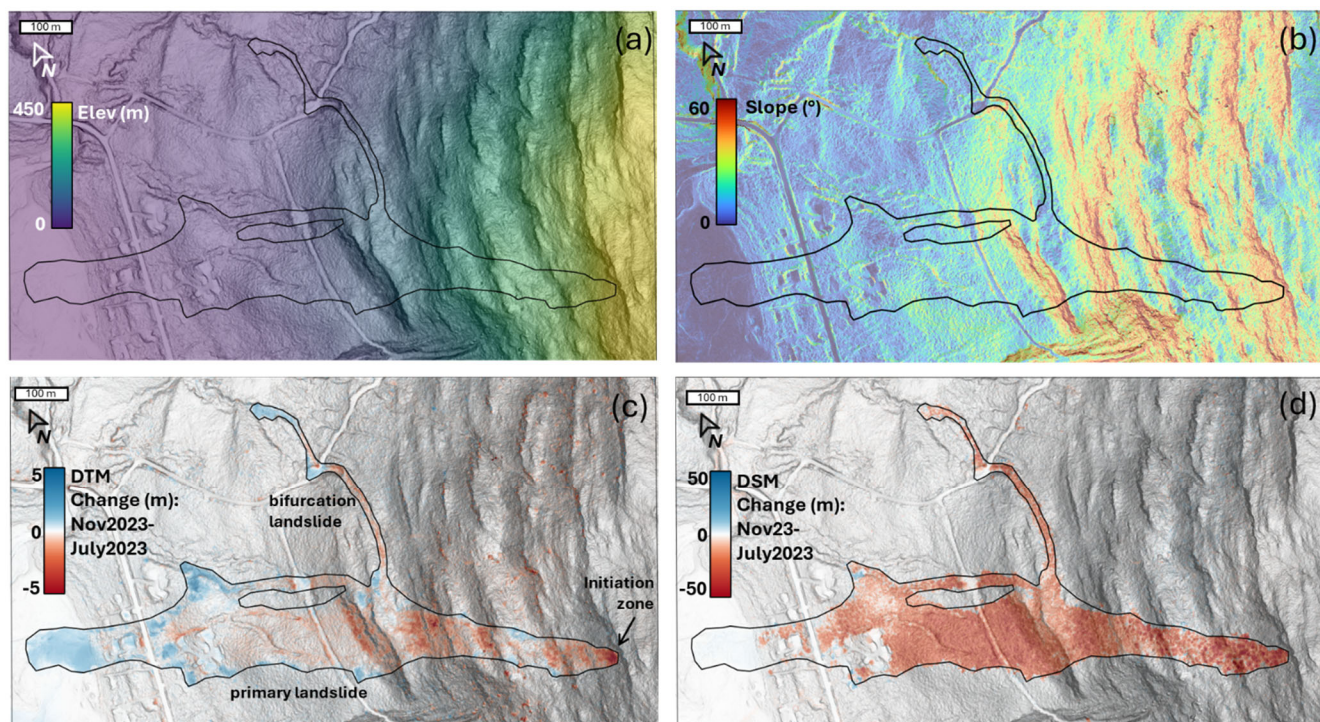 100 m
(a)
N
450
Elev (m)
0
100 m
(b)
N
60
Slope (°)
0
100 m
(c)
N
5
DTM
Change (m):
0
Nov2023-
July2023
-5
bifurcation
landslide
Initiation
zone
primary landslide
100 m
(d)
N
50
DSM
Change (m):
0
Nov23-
July2023
-50